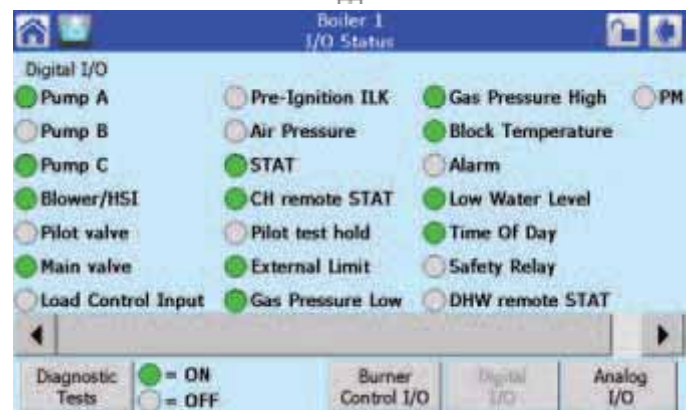 Boiler 1
I/O Status
Digital I/O
Pump A
Pre-Ignition ILK
Gas Pressure High
PM
Pump B
Air Pressure
Block Temperature
Pump C
STAT
Alarm
Blower/HSI
CH remote STAT
Low Water Level
Pilot valve
Pilot test hold
Time Of Day
Main valve
External Limit
Safety Relay
Load Control Input
Gas Pressure Low
DHW remote STAT
Diagnostic
Tests
= ON
= OFF
Burner
Control I/O
Digital
I/O
Analog
I/O